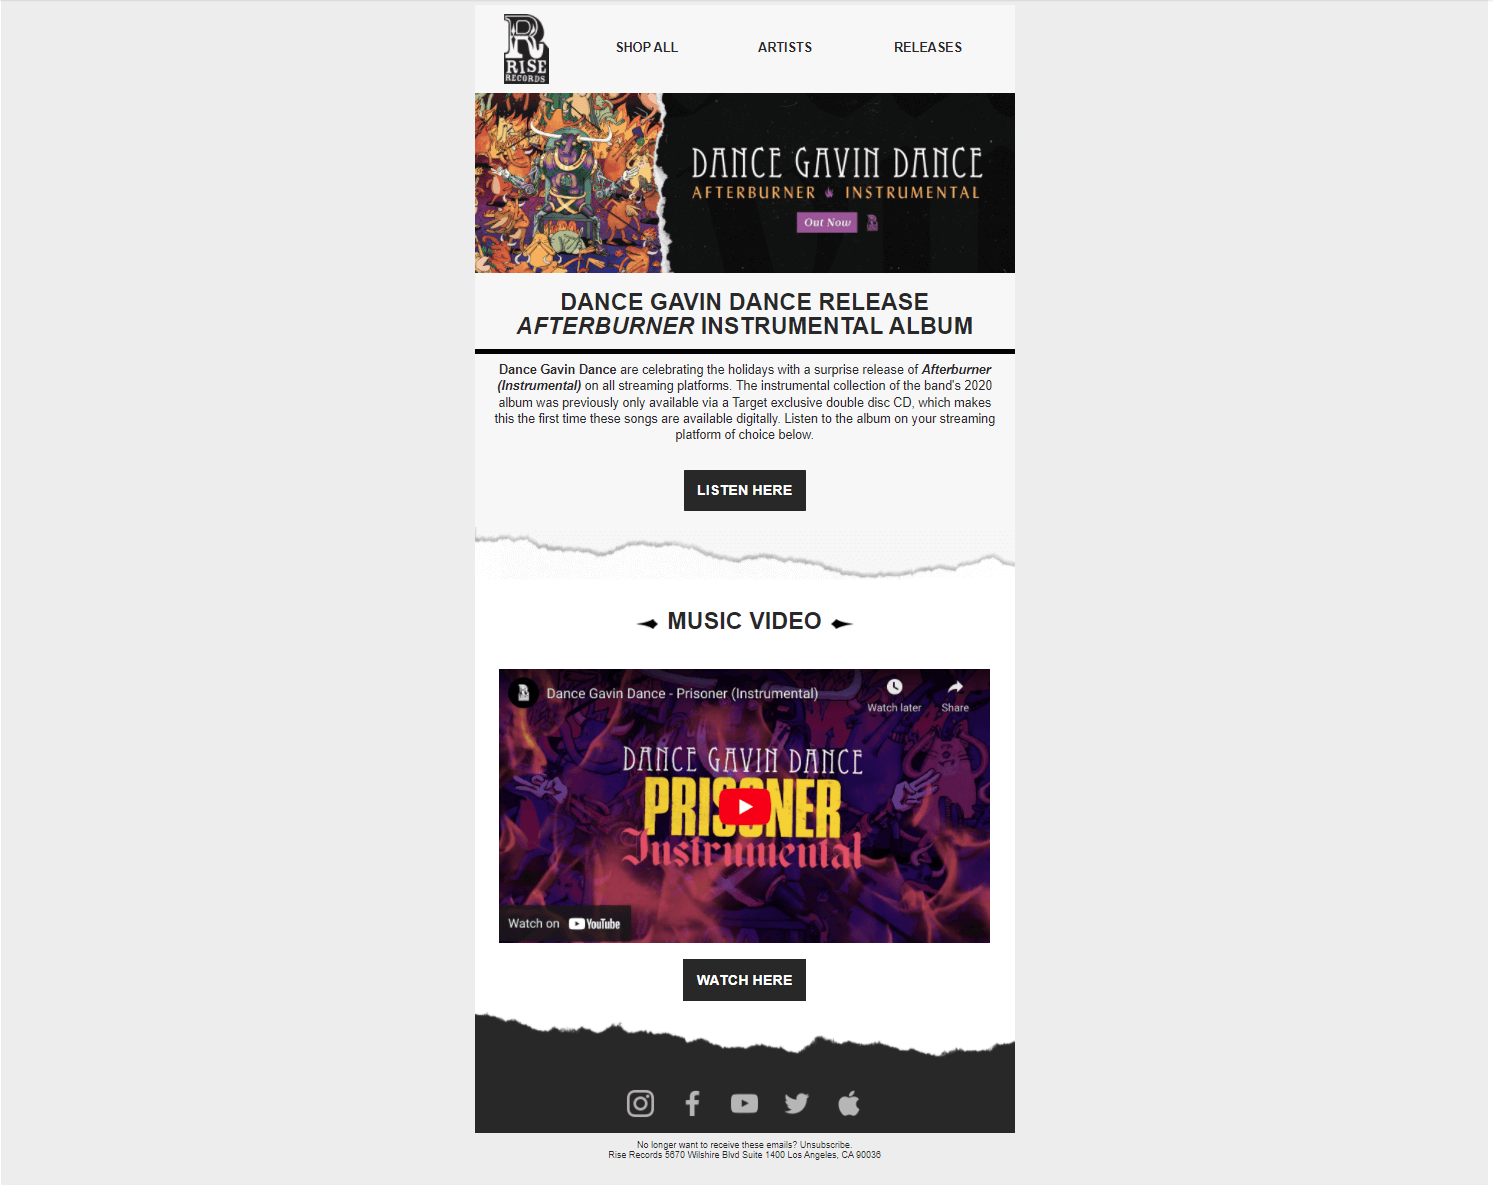 R
RISE
RECORDS
SHOP ALL
ARTISTS
RELEASES
DANCE GAVIN DANCE
AFTERBURNER INSTRUMENTAL
Out Now
DANCE GAVIN DANCE RELEASE
AFTERBURNER INSTRUMENTAL ALBUM
Dance Gavin Dance are celebrating the holidays with a surprise release of Afterburner
(Instrumental) on all streaming platforms. The instrumental collection of the band's 2020
album was previously only available via a Target exclusive double disc CD, which makes
this the first time these songs are available digitally. Listen to the album on your streaming
platform of choice below.
LISTEN HERE
MUSIC VIDEO
Dance Gavin Dance - Prisoner (Instrumental)
Watch later
Share
DANCE GAVIN DANCE
PRISONER
Instrumental
Watch on YouTube
WATCH HERE
No longer want to receive these emails? Unsubscribe.
Rise Records 5670 Wilshire Blvd Suite 1400 Los Angeles, CA 90036